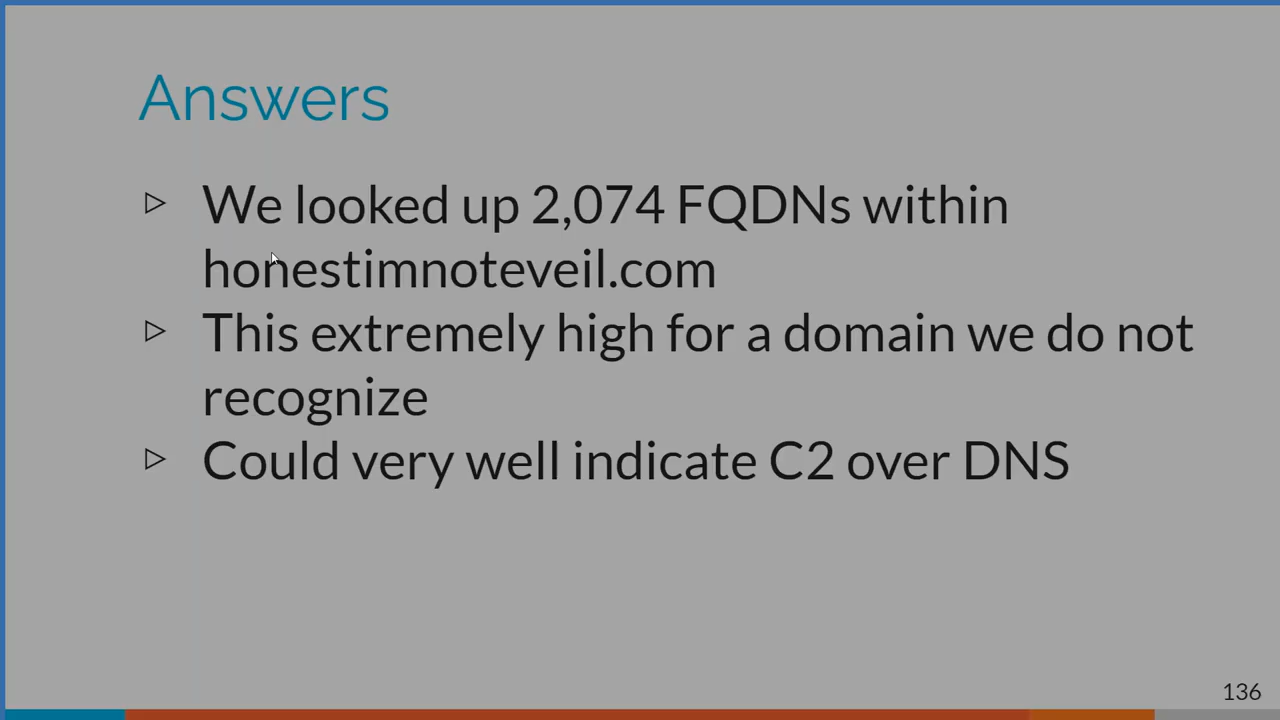 Answers
We looked up 2,074 FQDNs within
honestimnoteveil.com
This extremely high for a domain we do not
recognize
Could very well indicate C2 over DNS
136